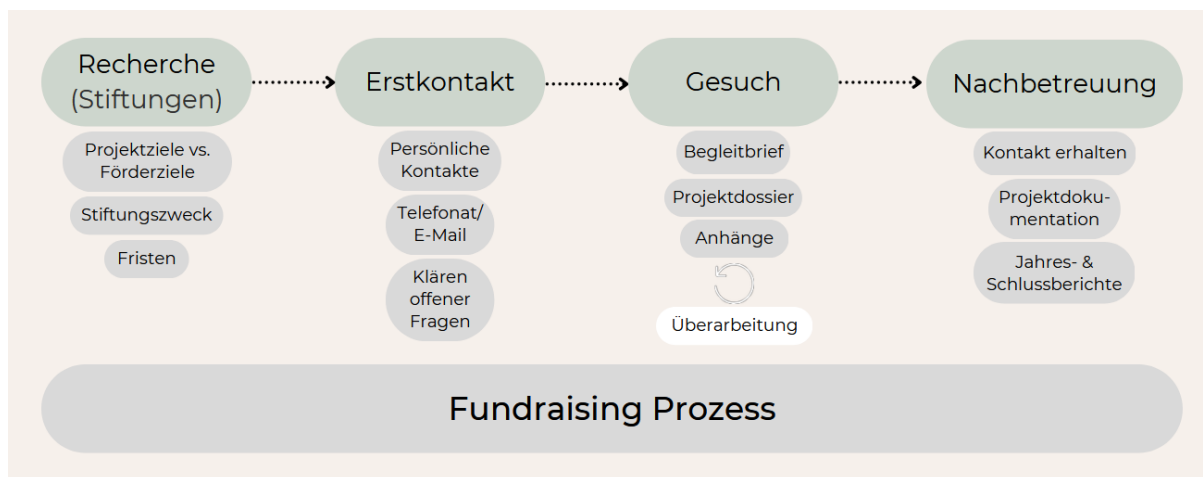 Recherche
(Stiftungen)
Projektziele vs.
Förderziele
Stiftungszweck
Fristen
Erstkontakt
Persönliche
Kontakte
Telefonat/
E-Mail
Klären
offener
Fragen
Gesuch
Begleitbrief
Projektdossier
Anhänge
Überarbeitung
Nachbetreuung
Kontakt erhalten
Projektdoku-
mentation
Jahres- &
Schlussberichte
Fundraising Prozess